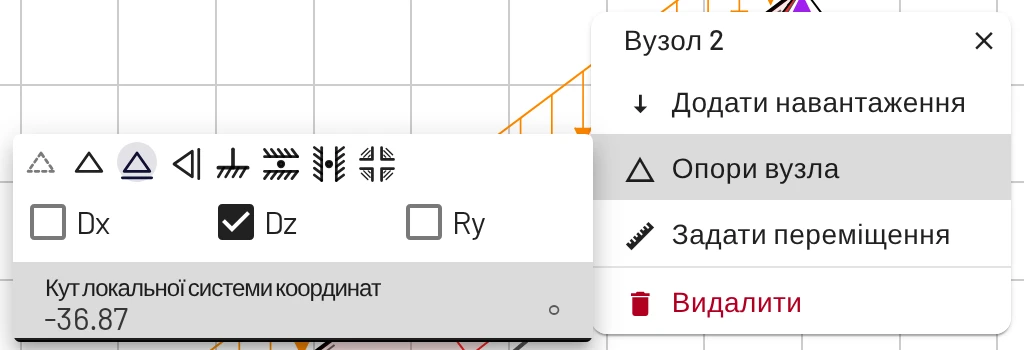 Вузол 2
Додати навантаження
Опори вузла
Задати переміщення
Видалити
Dx Dz Ry
Кут локальної системи координат
-36.87 °